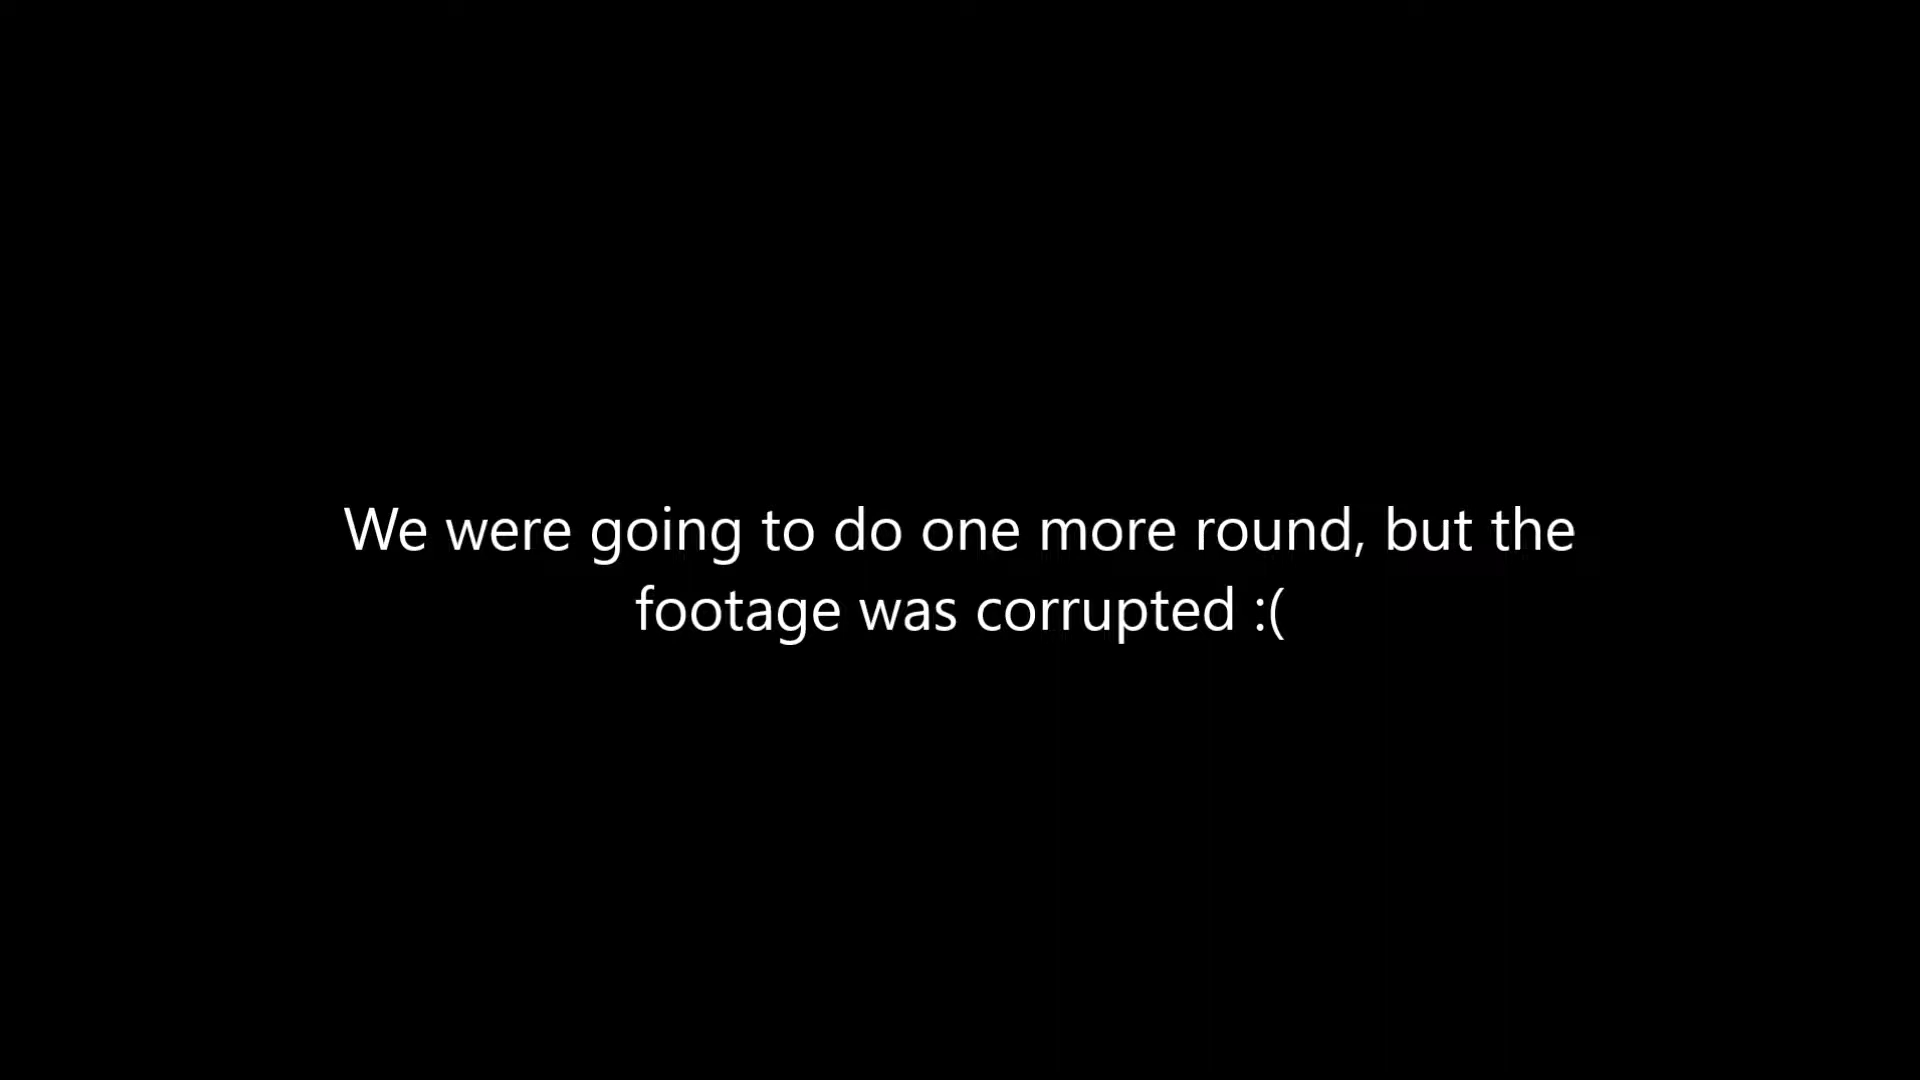 We were going to do one more round, but the
footage was corrupted :(